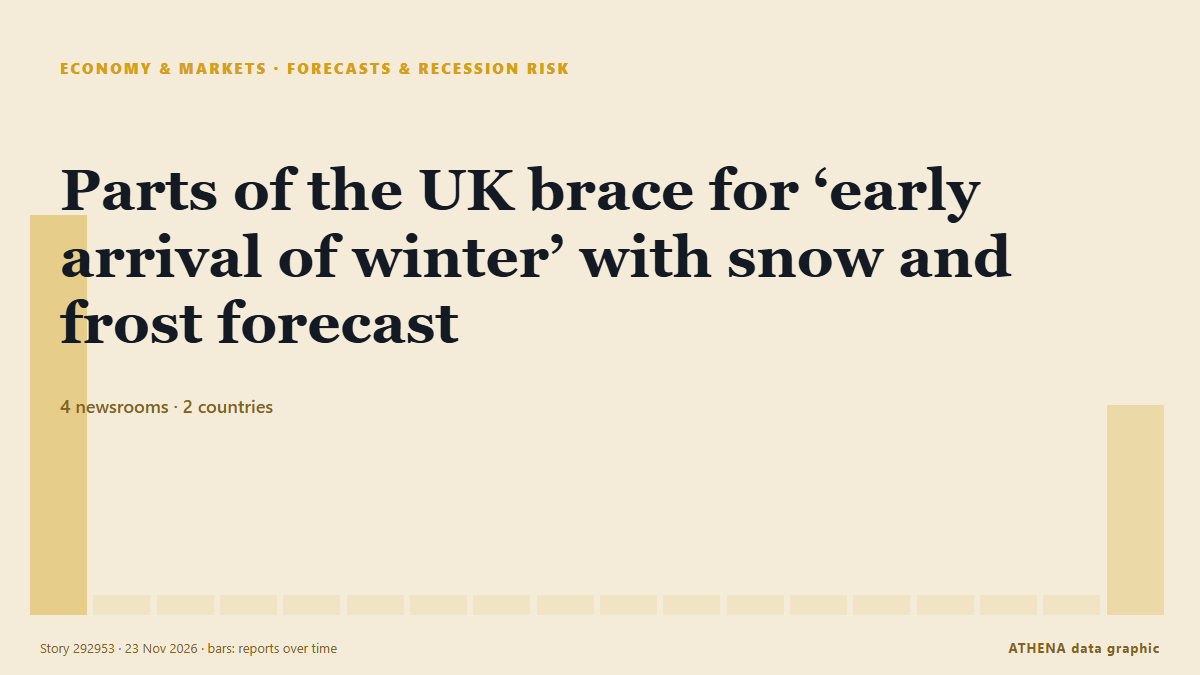 ECONOMY & MARKETS · FORECASTS & RECESSION RISK
Parts of the UK brace for ‘early
arrival of winter’ with snow and
frost forecast
4 newsrooms · 2 countries
Story 292953 · 23 Nov 2026 · bars: reports over time
ATHENA data graphic